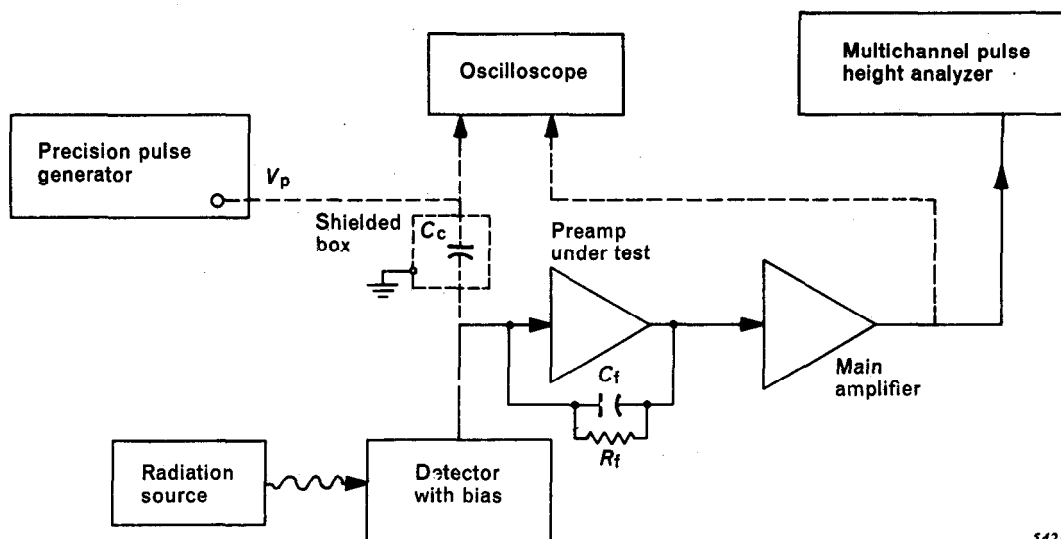 Oscilloscope
Multichannel pulse
height analyzer
Precision pulse
generator
Vp
Shielded
box
Cc
Preamp
under test
Main
amplifier
Cf
Rf
Radiation
source
Detector
with bias